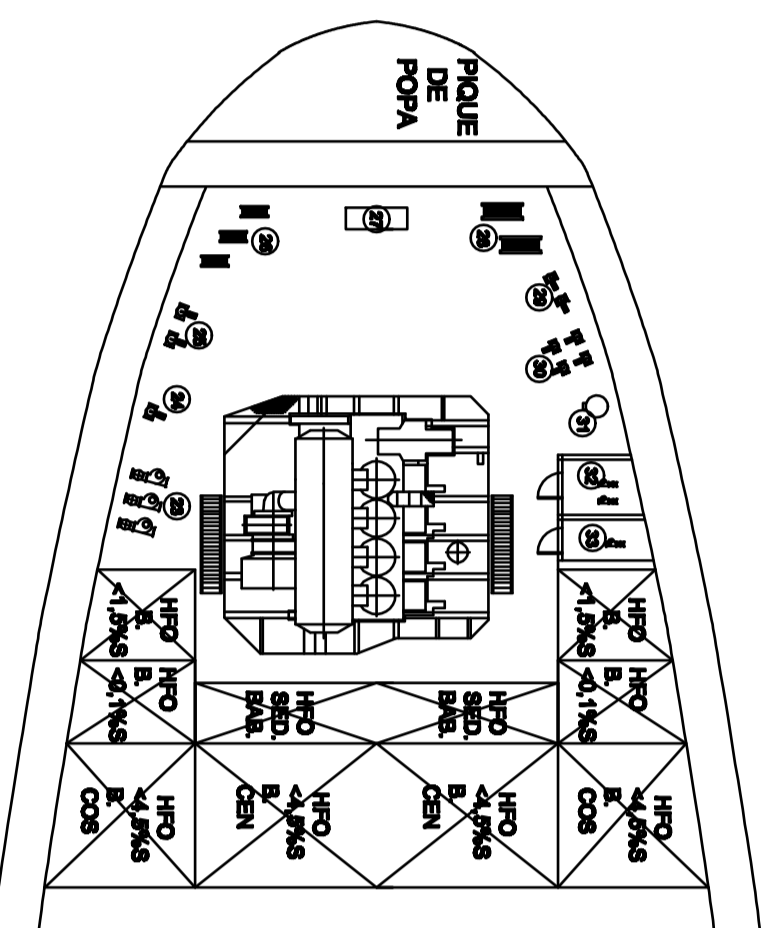 PIQUE
DE
POPA
26
27
28
25
29
24
30
31
23
32
33
HFO
B.
<1,5%S
HFO
B.
<1,5%S
HFO
B.
<0,1%S
HFO
SED.
BAB.
HFO
SED.
BAB.
HFO
B.
<0,1%S
HFO
<4,5%S
B.
COS
HFO
<4,5%S
B.
CEN
HFO
<4,5%S
B
CEN
HFO
<4,5%S
B.
COS